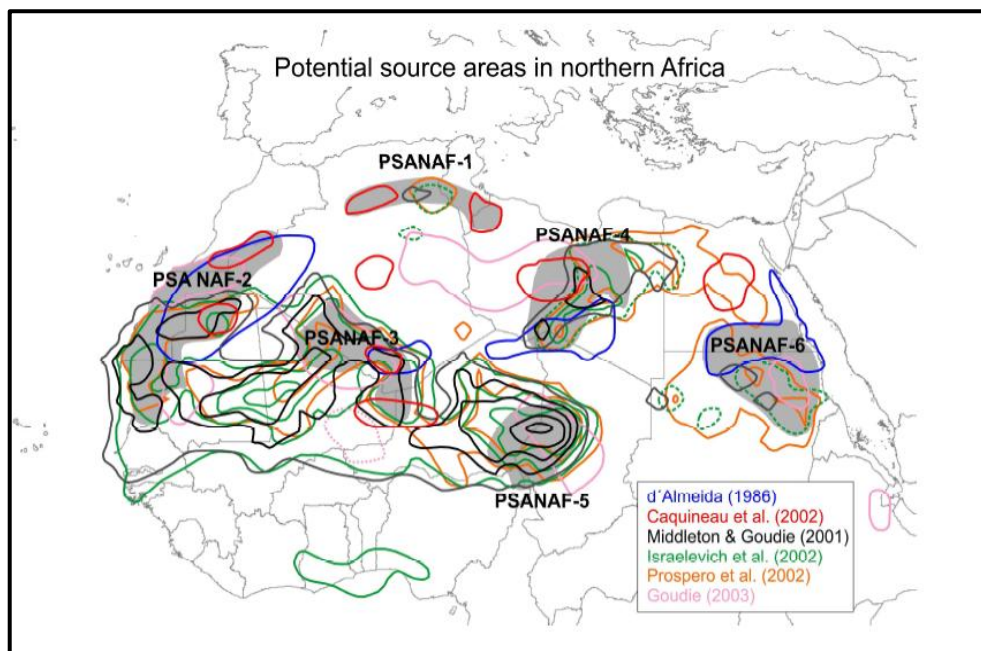 Potential source areas in northern Africa
PSANAF-1
PSANAF-4
PSA NAF-2
PSANAF-3
PSANAF-6
PSANAF-5
d´Almeida (1986)
Caquineau et al. (2002)
Middleton & Goudie (2001)
Israelevich et al. (2002)
Prospero et al. (2002)
Goudie (2003)